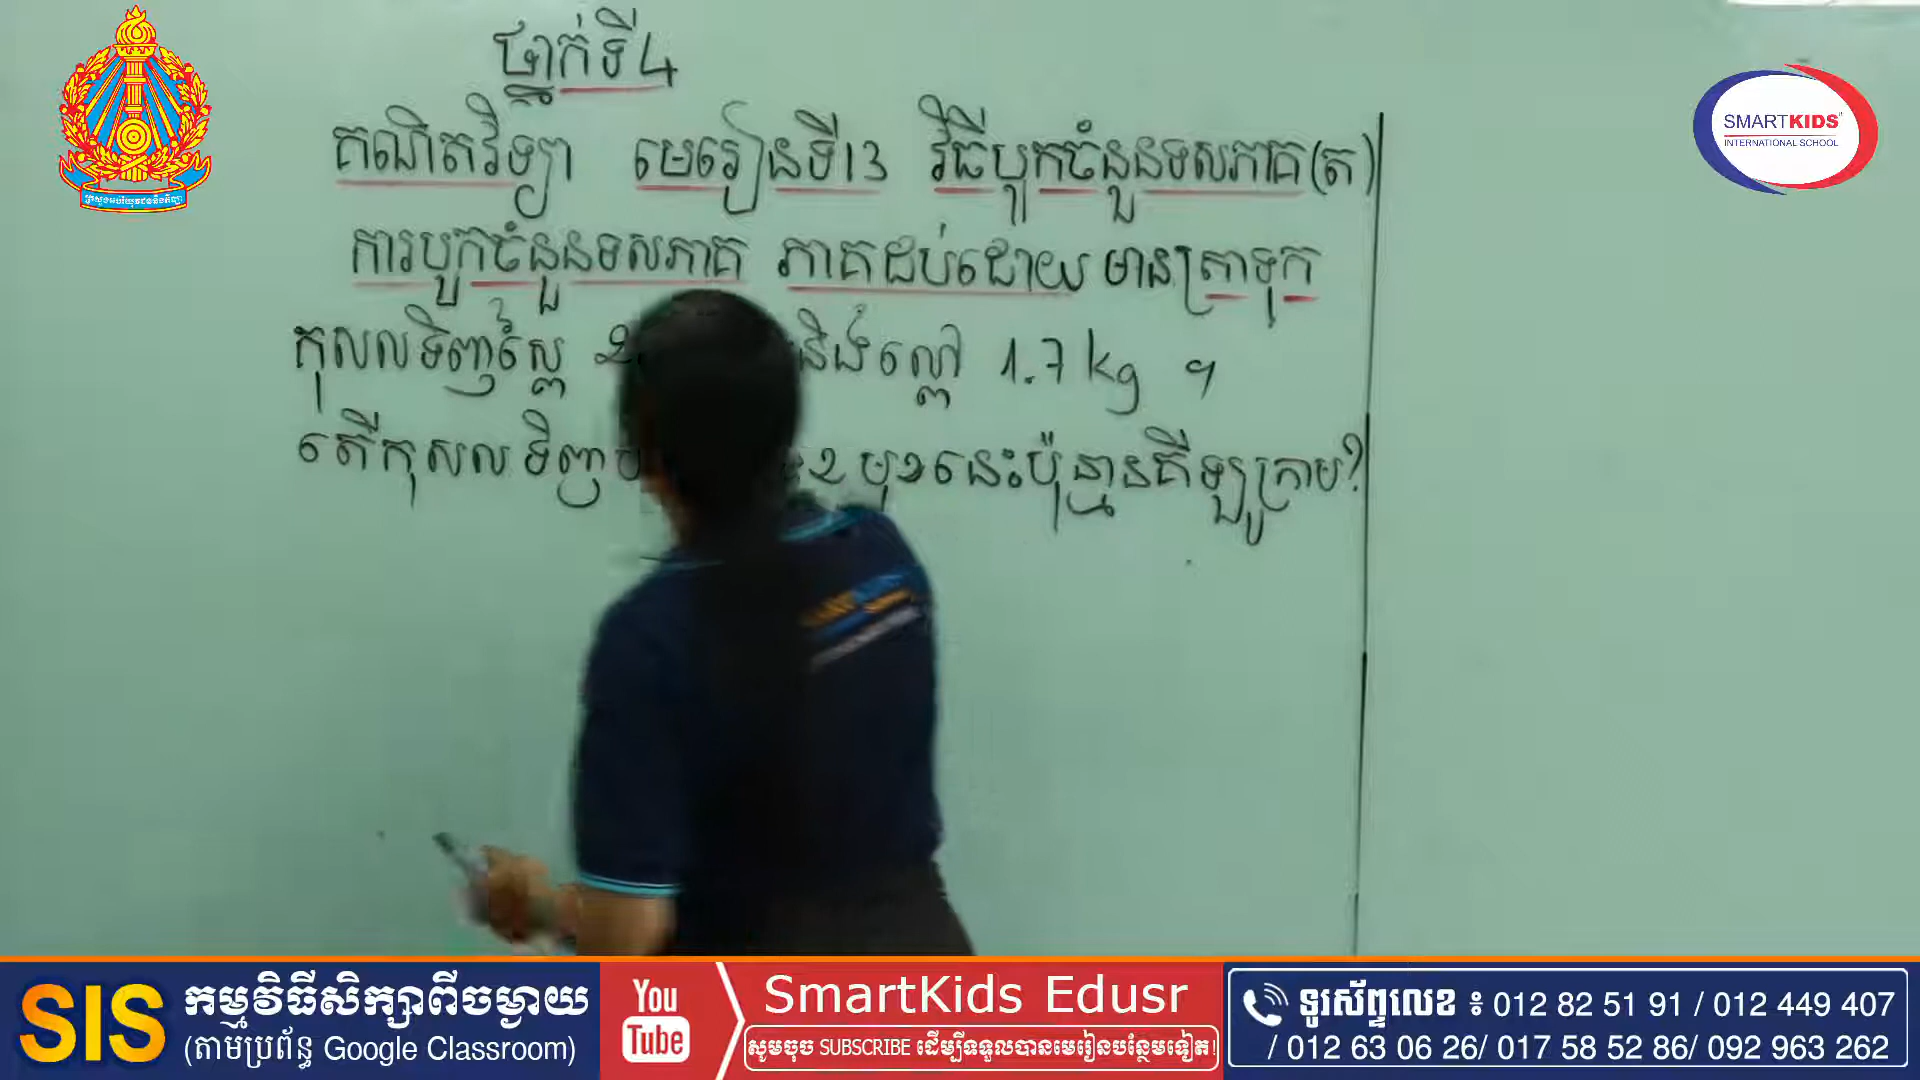 ថ្នាក់ទី4
គណិតវិទ្យា មេរៀនទី13 វិធីបូកចំនួនទសភាគ(ត)
ការបូកចំនួនទសភាគ ភាគដប់ដោយ មានត្រាទុក
កុសលទិញស្ពៃ និងល្ពៅ 1.7 kg ។
តើកុសលទិញ 2 មុខនេះប៉ុន្មានគីឡូក្រាម?
SMARTKIDS
INTERNATIONAL SCHOOL
SIS
កម្មវិធីសិក្សាពីចម្ងាយ
(តាមប្រព័ន្ធ Google Classroom)
You
Tube
SmartKids Edusr
សូមចុច SUBSCRIBE ដើម្បីទទួលបានមេរៀនបន្ថែមទៀត!
ទូរស័ព្ទលេខ ៖ 012 82 51 91 / 012 449 407
/ 012 63 06 26/ 017 58 52 86/ 092 963 262